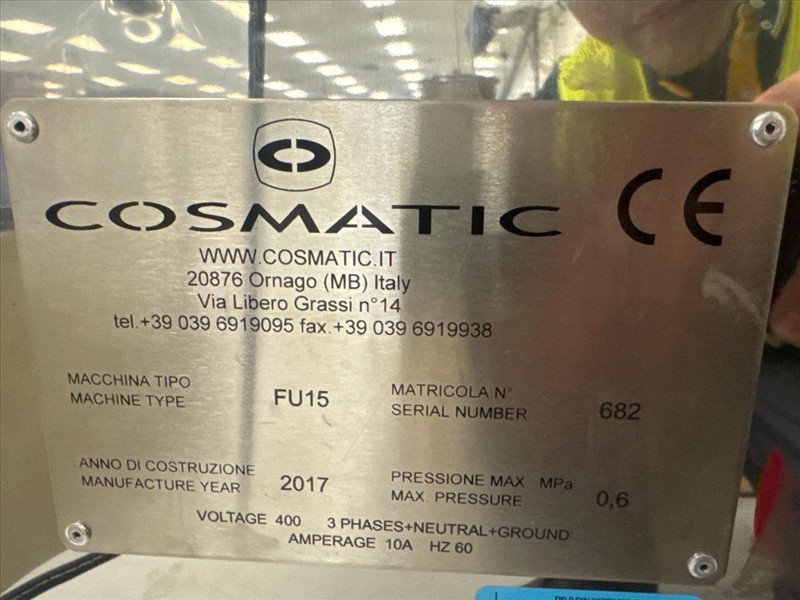 COSMATIC CE
WWW.COSMATIC.IT
20876 Ornago (MB) Italy
Via Libero Grassi n°14
tel.+39 039 6919095 fax.+39 039 6919938
MACCHINA TIPO
MACHINE TYPE
FU15
MATRICOLA N°
SERIAL NUMBER
682
ANNO DI COSTRUZIONE
MANUFACTURE YEAR
2017
PRESSIONE MAX MPa
MAX. PRESSURE
0,6
VOLTAGE 400 3 PHASES+NEUTRAL+GROUND
AMPERAGE 10A HZ 60